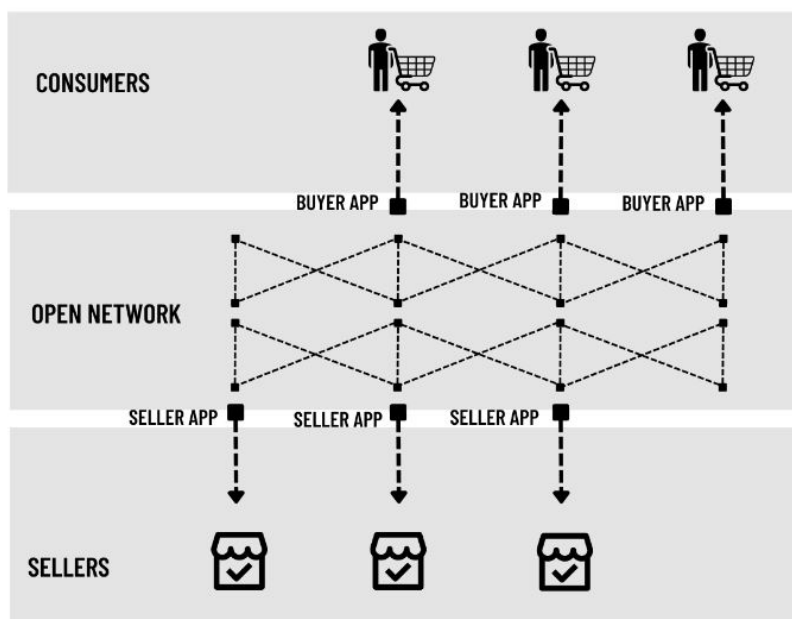 CONSUMERS
BUYER APP
BUYER APP
BUYER APP
OPEN NETWORK
SELLER APP
SELLER APP
SELLER APP
SELLERS